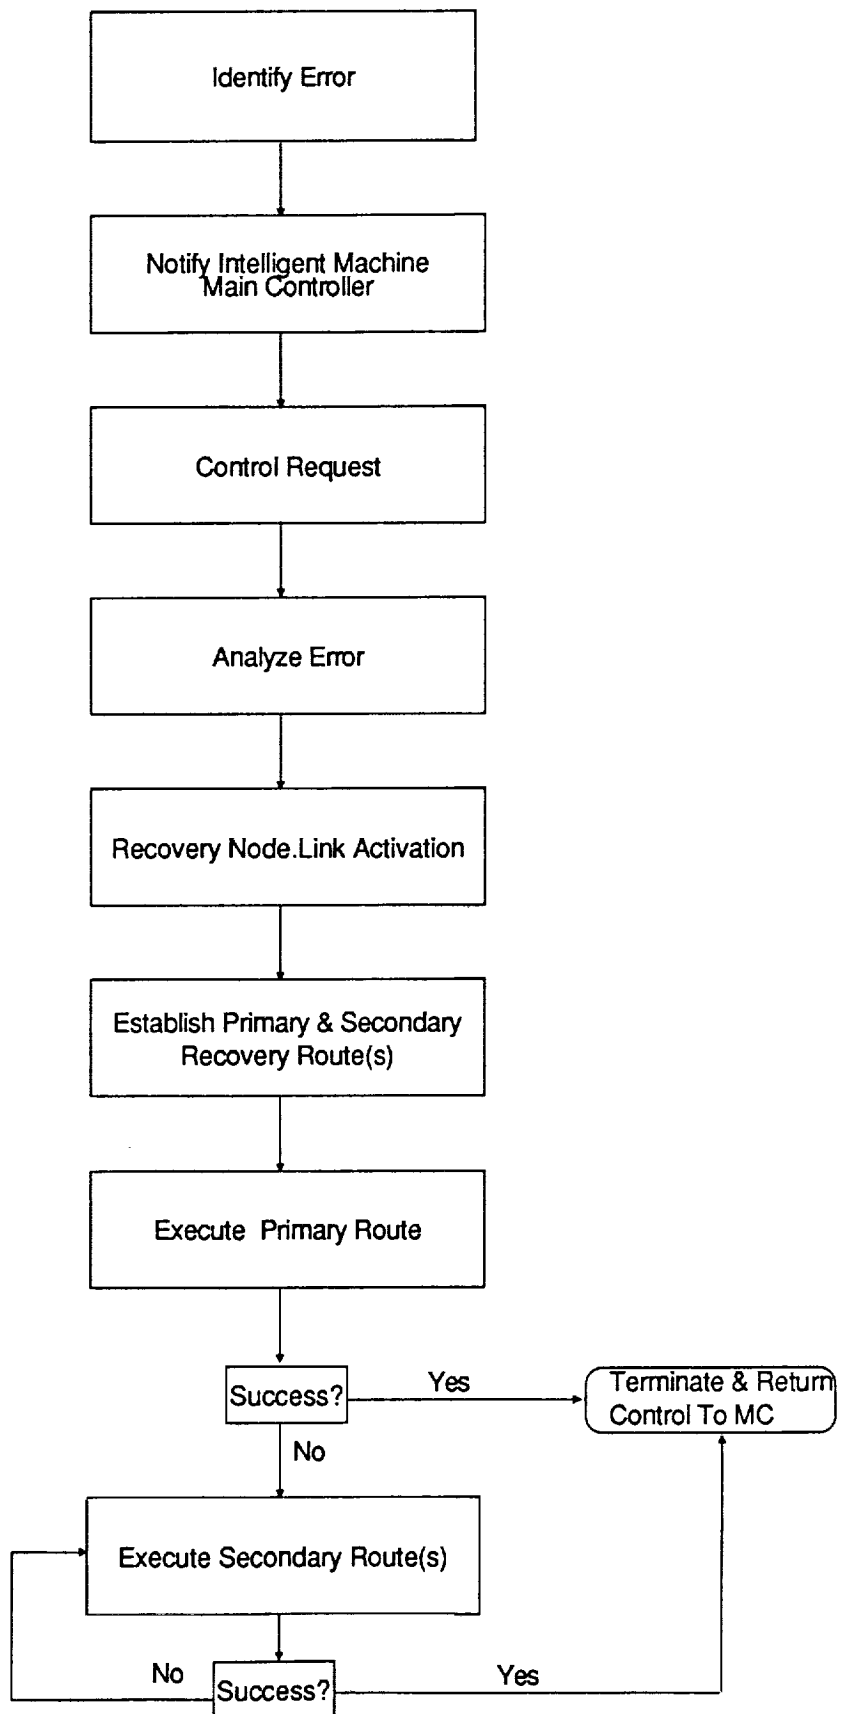 Identify Error
Notify Intelligent Machine
Main Controller
Control Request
Analyze Error
Recovery Node.Link Activation
Establish Primary & Secondary
Recovery Route(s)
Execute Primary Route
Success?
Yes
Terminate & Return
Control To MC
No
Execute Secondary Route(s)
No
Success?
Yes